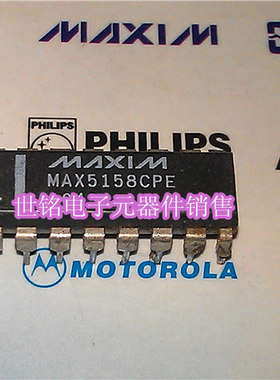 MAXIM
PHILIPS
PHILIPS
MAXIM
MAX5158CPE
世铭电子元器件销售
MOTOROLA